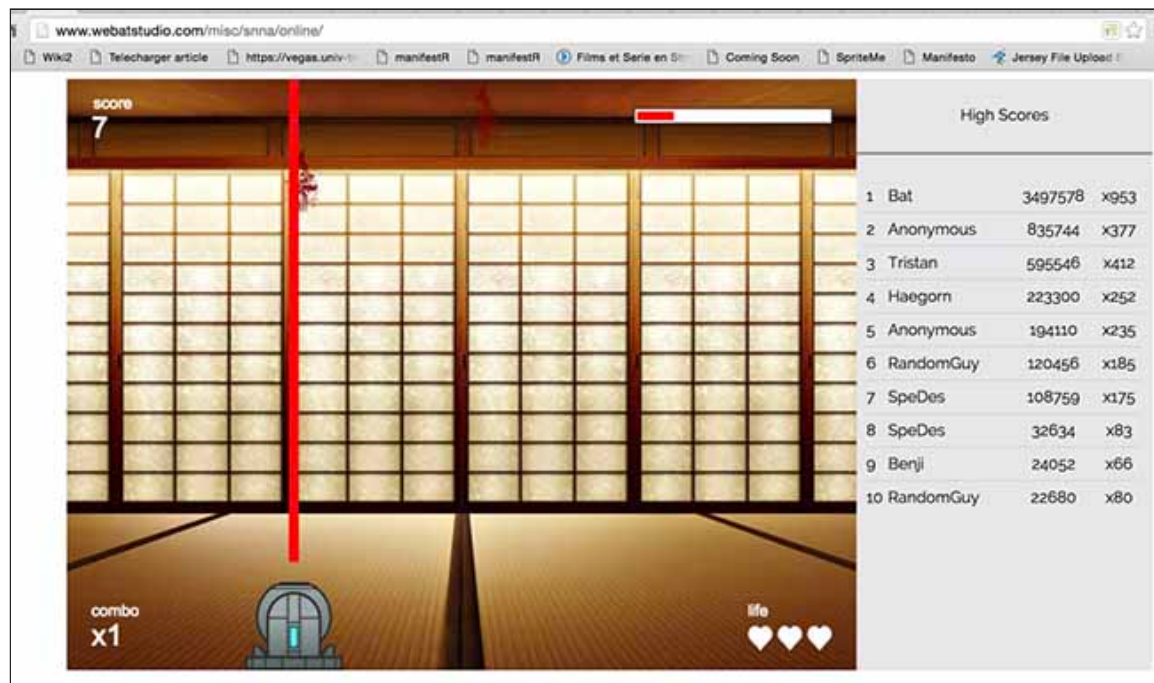 www.webatstudio.com/misc/snna/online/
Wiki2 Telecharger article https://vegas.univ- manifestR manifestR Films et Serie en Coming Soon SpriteMe Manifesto Jersey File Upload
score
7
High Scores
1 Bat 3497578 x953
2 Anonymous 835744 x377
3 Tristan 595546 x412
4 Haegorn 223300 x252
5 Anonymous 194110 x235
6 RandomGuy 120456 x185
7 SpeDes 108759 x175
8 SpeDes 32634 x83
9 Benji 24052 x66
10 RandomGuy 22680 x80
combo
x1
life